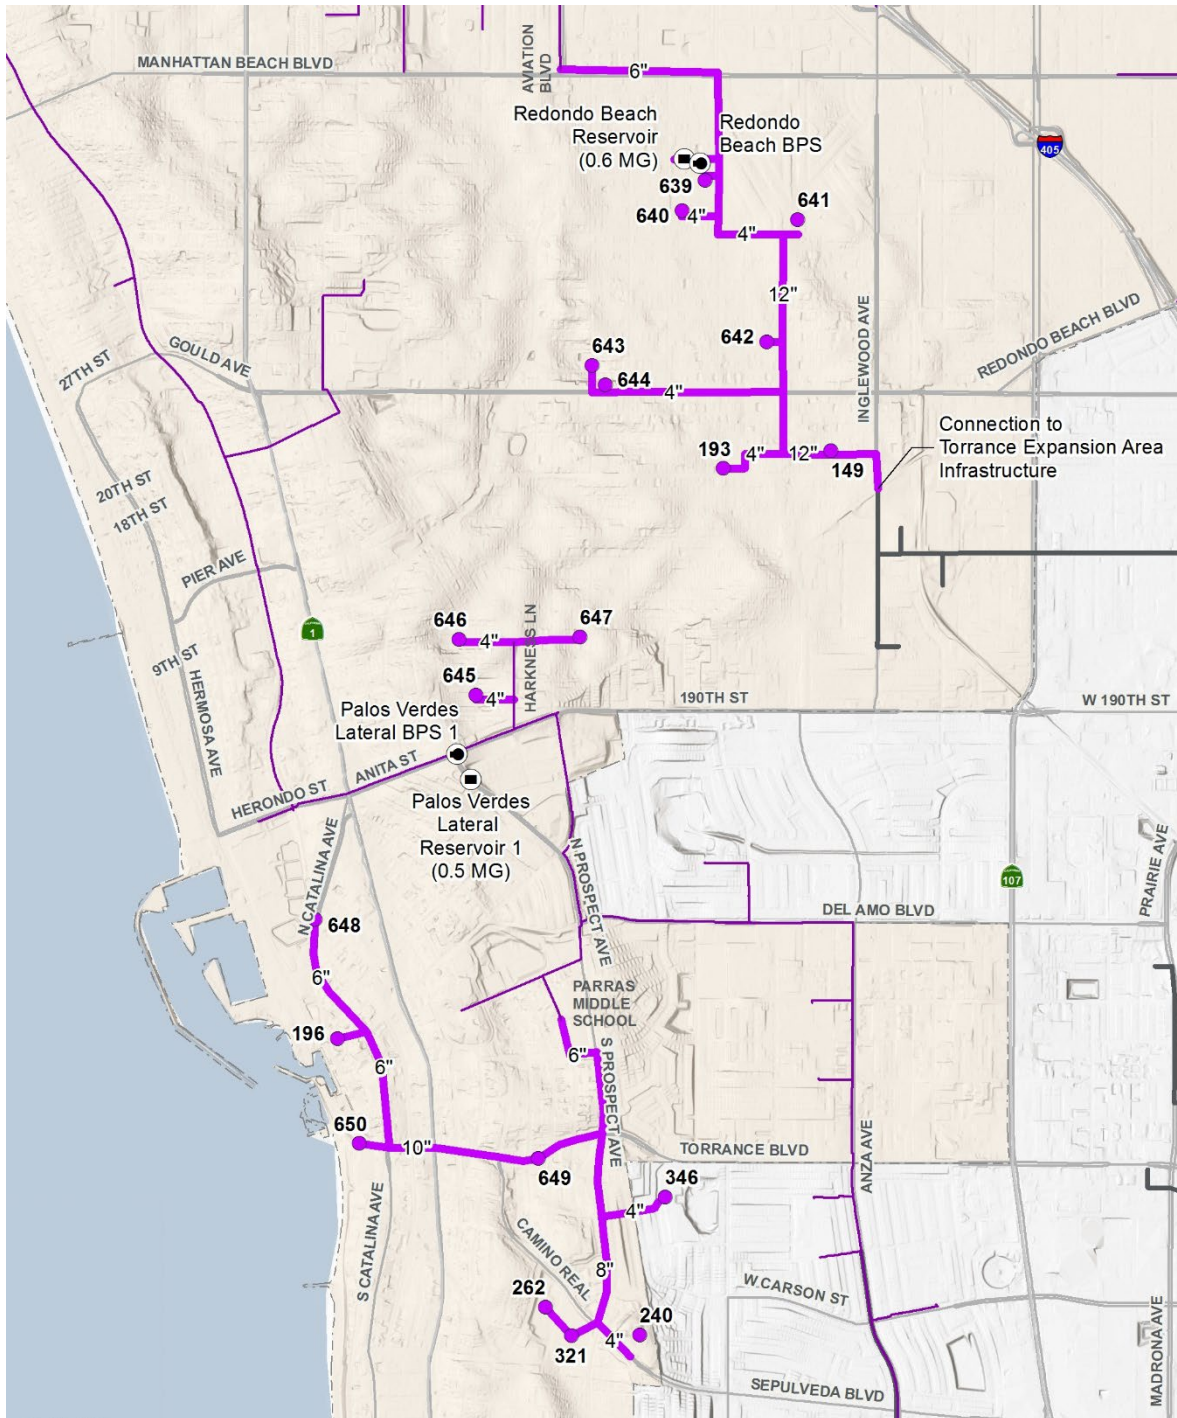 MANHATTAN BEACH BLVD
AVIATION
BLVD
6"
Redondo Beach
Reservoir
(0.6 MG)
Redondo
Beach BPS
405
639
640
4"
641
4"
12"
INGLEWOOD AVE
REDONDO BEACH BLVD
642
643
644
4"
27TH ST
GOULD AVE
193
4"
12"
149
Connection to
Torrance Expansion Area
Infrastructure
20TH ST
18TH ST
PIER AVE
1
9TH ST
HERMOSA AVE
646
4"
647
HARKNESS LN
645
4"
190TH ST
W 190TH ST
Palos Verdes
Lateral BPS 1
ANITA ST
HERONDO ST
Palos Verdes
Lateral
Reservoir 1
(0.5 MG)
N CATALINA AVE
N PROSPECT AVE
107
PRAIRIE AVE
DEL AMO BLVD
648
6"
PARRAS
MIDDLE
SCHOOL
196
6"
6"
S PROSPECT AVE
650
10"
649
TORRANCE BLVD
ANZA AVE
346
4"
S CATALINA AVE
CAMINO REAL
8"
262
321
4"
240
W CARSON ST
SEPULVEDA BLVD
MADRONA AVE